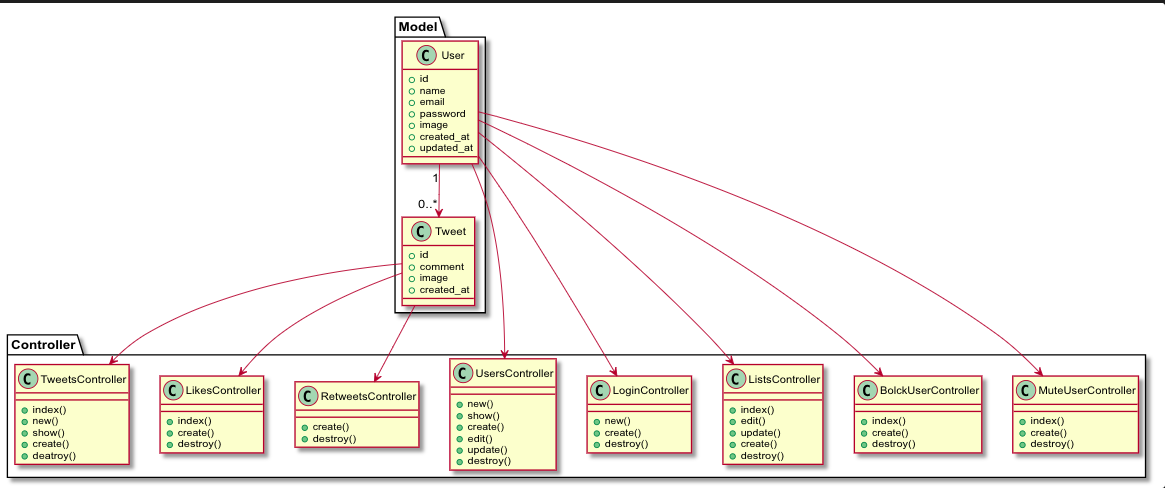 Model
C User
id
name
email
password
image
created_at
updated_at
1
0..*
C Tweet
id
comment
image
created_at
Controller
C TweetsController
index()
new()
show()
create()
deatroy()
C LikesController
index()
create()
destroy()
C RetweetsController
create()
destroy()
C UsersController
new()
show()
create()
edit()
update()
destroy()
C LoginController
new()
create()
destroy()
C ListsController
index()
edit()
update()
create()
destroy()
C BolckUserController
index()
create()
destroy()
C MuteUserController
index()
create()
destroy()